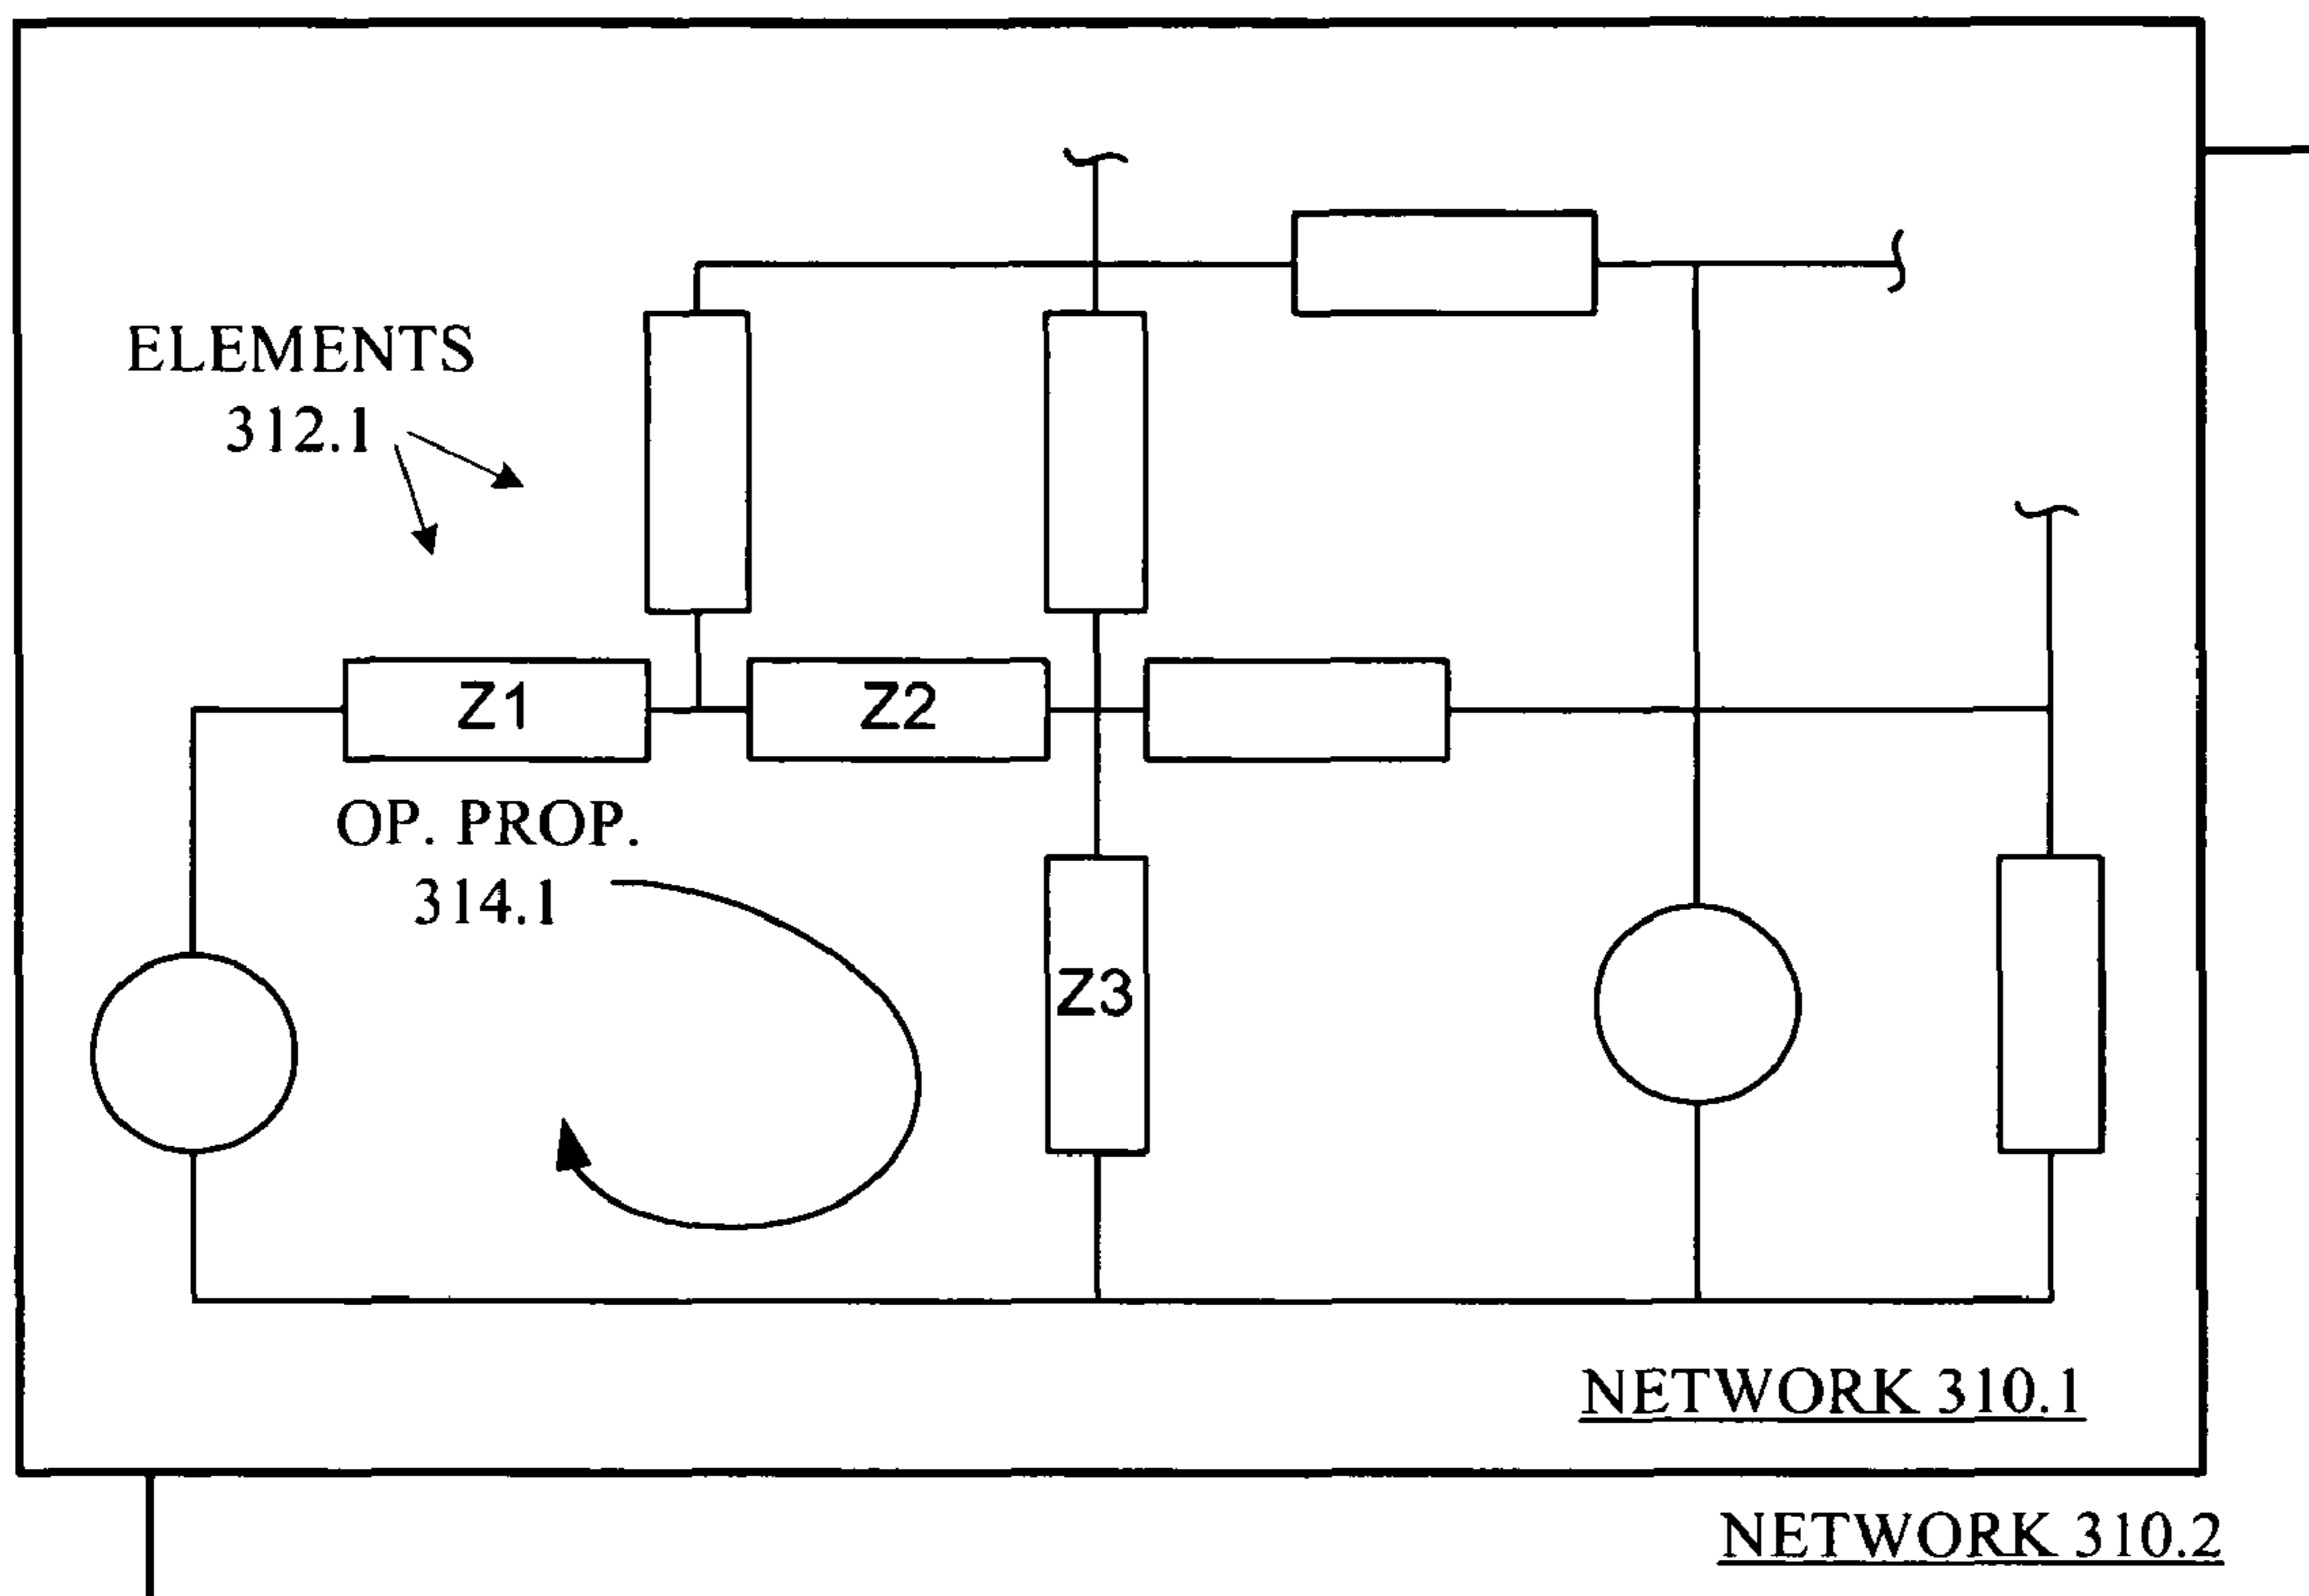 ELEMENTS
312.1
Z1
Z2
OP. PROP.
314.1
Z3
NETWORK 310.1
NETWORK 310.2